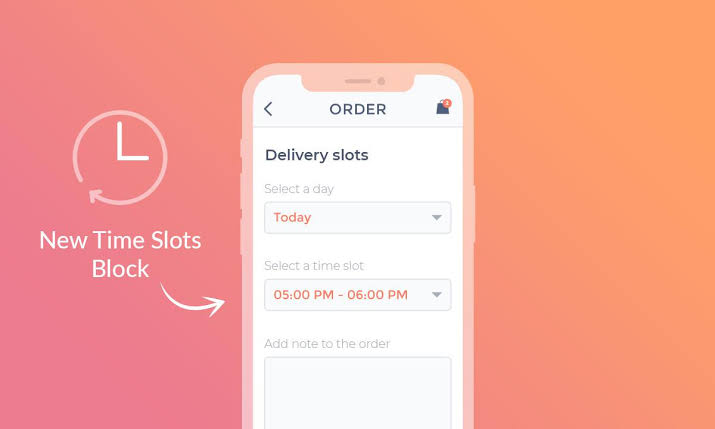 New Time Slots
Block
ORDER
2
Delivery slots
Select a day
Today
Select a time slot
05:00 PM - 06:00 PM
Add note to the order